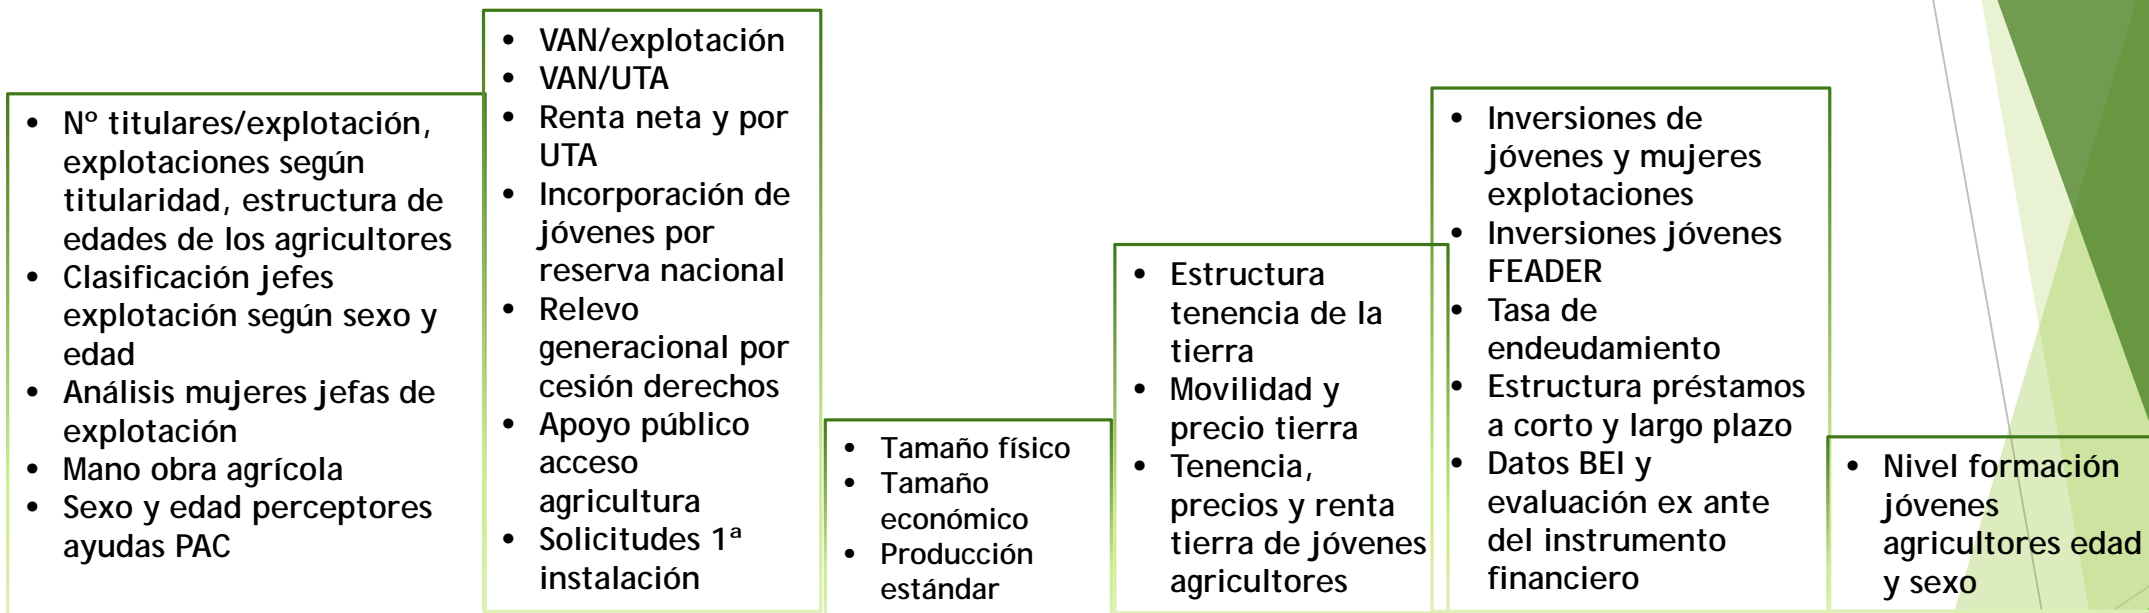 • Nº titulares/explotación,
explotaciones según
titularidad, estructura de
edades de los agricultores
• Clasificación jefes
explotación según sexo y
edad
• Análisis mujeres jefas de
explotación
• Mano obra agrícola
• Sexo y edad perceptores
ayudas PAC
• VAN/explotación
• VAN/UTA
• Renta neta y por
UTA
• Incorporación de
jóvenes por
reserva nacional
• Relevo
generacional por
cesión derechos
• Apoyo público
acceso
agricultura
• Solicitudes 1ª
instalación
• Tamaño físico
• Tamaño
económico
• Producción
estándar
• Estructura
tenencia de la
tierra
• Movilidad y
precio tierra
• Tenencia,
precios y renta
tierra de jóvenes
agricultores
• Inversiones de
jóvenes y mujeres
explotaciones
• Inversiones jóvenes
FEADER
• Tasa de
endeudamiento
• Estructura préstamos
a corto y largo plazo
• Datos BEI y
evaluación ex ante
del instrumento
financiero
• Nivel formación
jóvenes
agricultores edad
y sexo